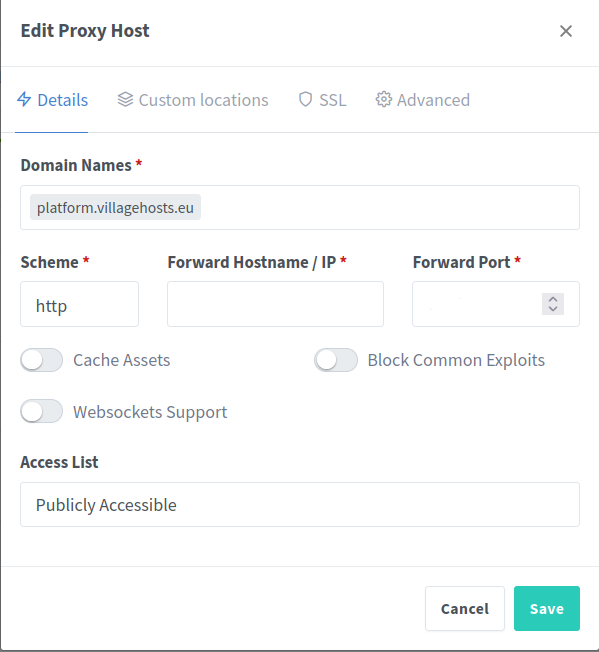 Edit Proxy Host
Details Custom locations SSL Advanced
Domain Names *
platform.villagehosts.eu
Scheme * Forward Hostname / IP * Forward Port *
http
Cache Assets Block Common Exploits
Websockets Support
Access List
Publicly Accessible
Cancel Save